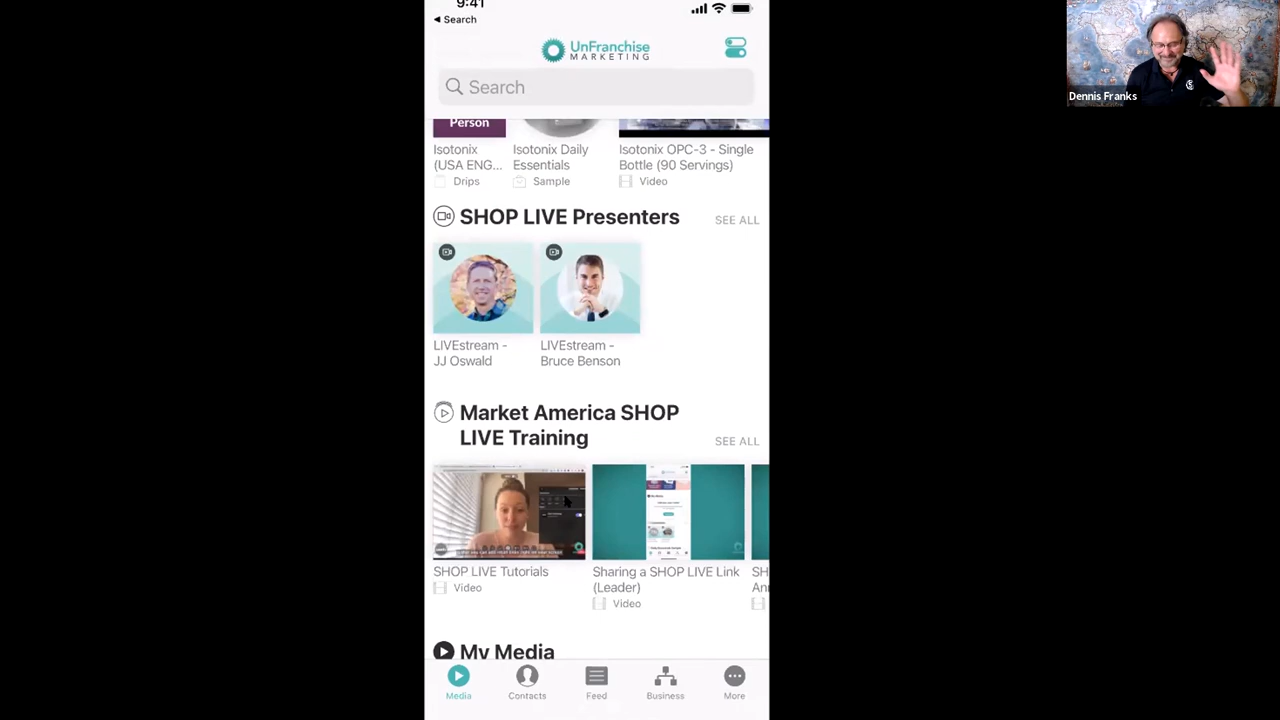 9:41
Search
UnFranchise
MARKETING
Search
Person
Isotonix
(USA ENG...
Drips
Isotonix Daily
Essentials
Sample
Isotonix OPC-3 - Single
Bottle (90 Servings)
Video
SHOP LIVE Presenters
SEE ALL
LIVEstream -
JJ Oswald
LIVEstream -
Bruce Benson
Market America SHOP
LIVE Training
SEE ALL
SHOP LIVE Tutorials
Video
Sharing a SHOP LIVE Link
(Leader)
Video
SH
An
My Media
Media
Contacts
Feed
Business
More
Dennis Franks